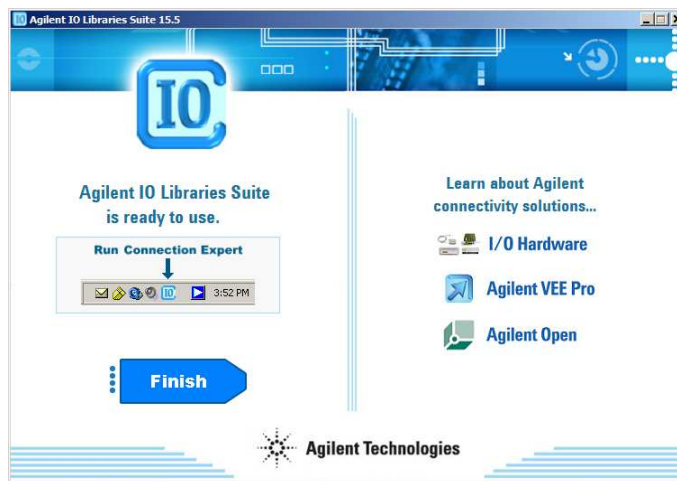 Agilent IO Libraries Suite 15.5
IO
Agilent IO Libraries Suite
is ready to use.
Run Connection Expert
IO
3:52 PM
Finish
Learn about Agilent
connectivity solutions...
I/O Hardware
Agilent VEE Pro
Agilent Open
Agilent Technologies